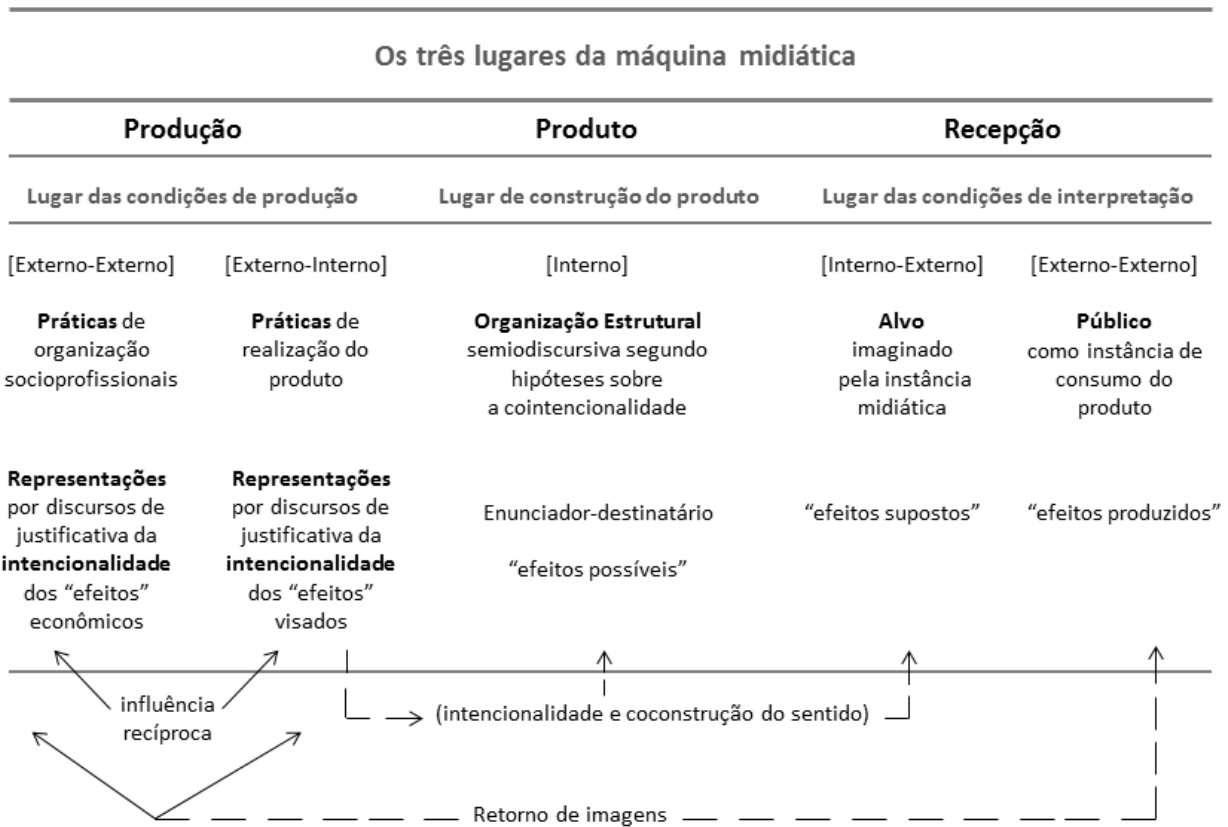 Os três lugares da máquina midiática
Produção
Produto
Recepção
Lugar das condições de produção
Lugar de construção do produto
Lugar das condições de interpretação
[Externo-Externo]
[Externo-Interno]
[Interno]
[Interno-Externo]
[Externo-Externo]
Práticas de
organização
socioprofissionais
Práticas de
realização do
produto
Organização Estrutural
semiodiscursiva segundo
hipóteses sobre
a cointencionalidade
Alvo
imaginado
pela instância
midiática
Público
como instância de
consumo do
produto
Representações
por discursos de
justificativa da
intencionalidade
dos “efeitos”
econômicos
Representações
por discursos de
justificativa da
intencionalidade
dos “efeitos”
visados
Enunciador-destinatário
“efeitos possíveis”
“efeitos supostos”
“efeitos produzidos”
influência
recíproca
(intencionalidade e coconstrução do sentido)
Retorno de imagens